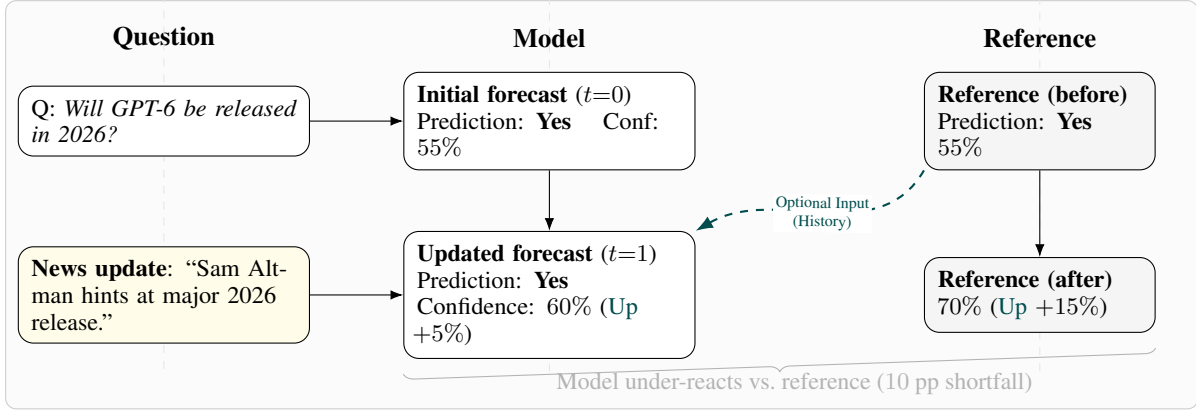 Question
Model
Reference
Q: Will GPT-6 be released
in 2026?
Initial forecast (t=0)
Prediction: Yes Conf:
55%
Reference (before)
Prediction: Yes
55%
Optional Input
(History)
News update: “Sam Alt-
man hints at major 2026
release.”
Updated forecast (t=1)
Prediction: Yes
Confidence: 60% (Up
+5%)
Reference (after)
70% (Up +15%)
Model under-reacts vs. reference (10 pp shortfall)